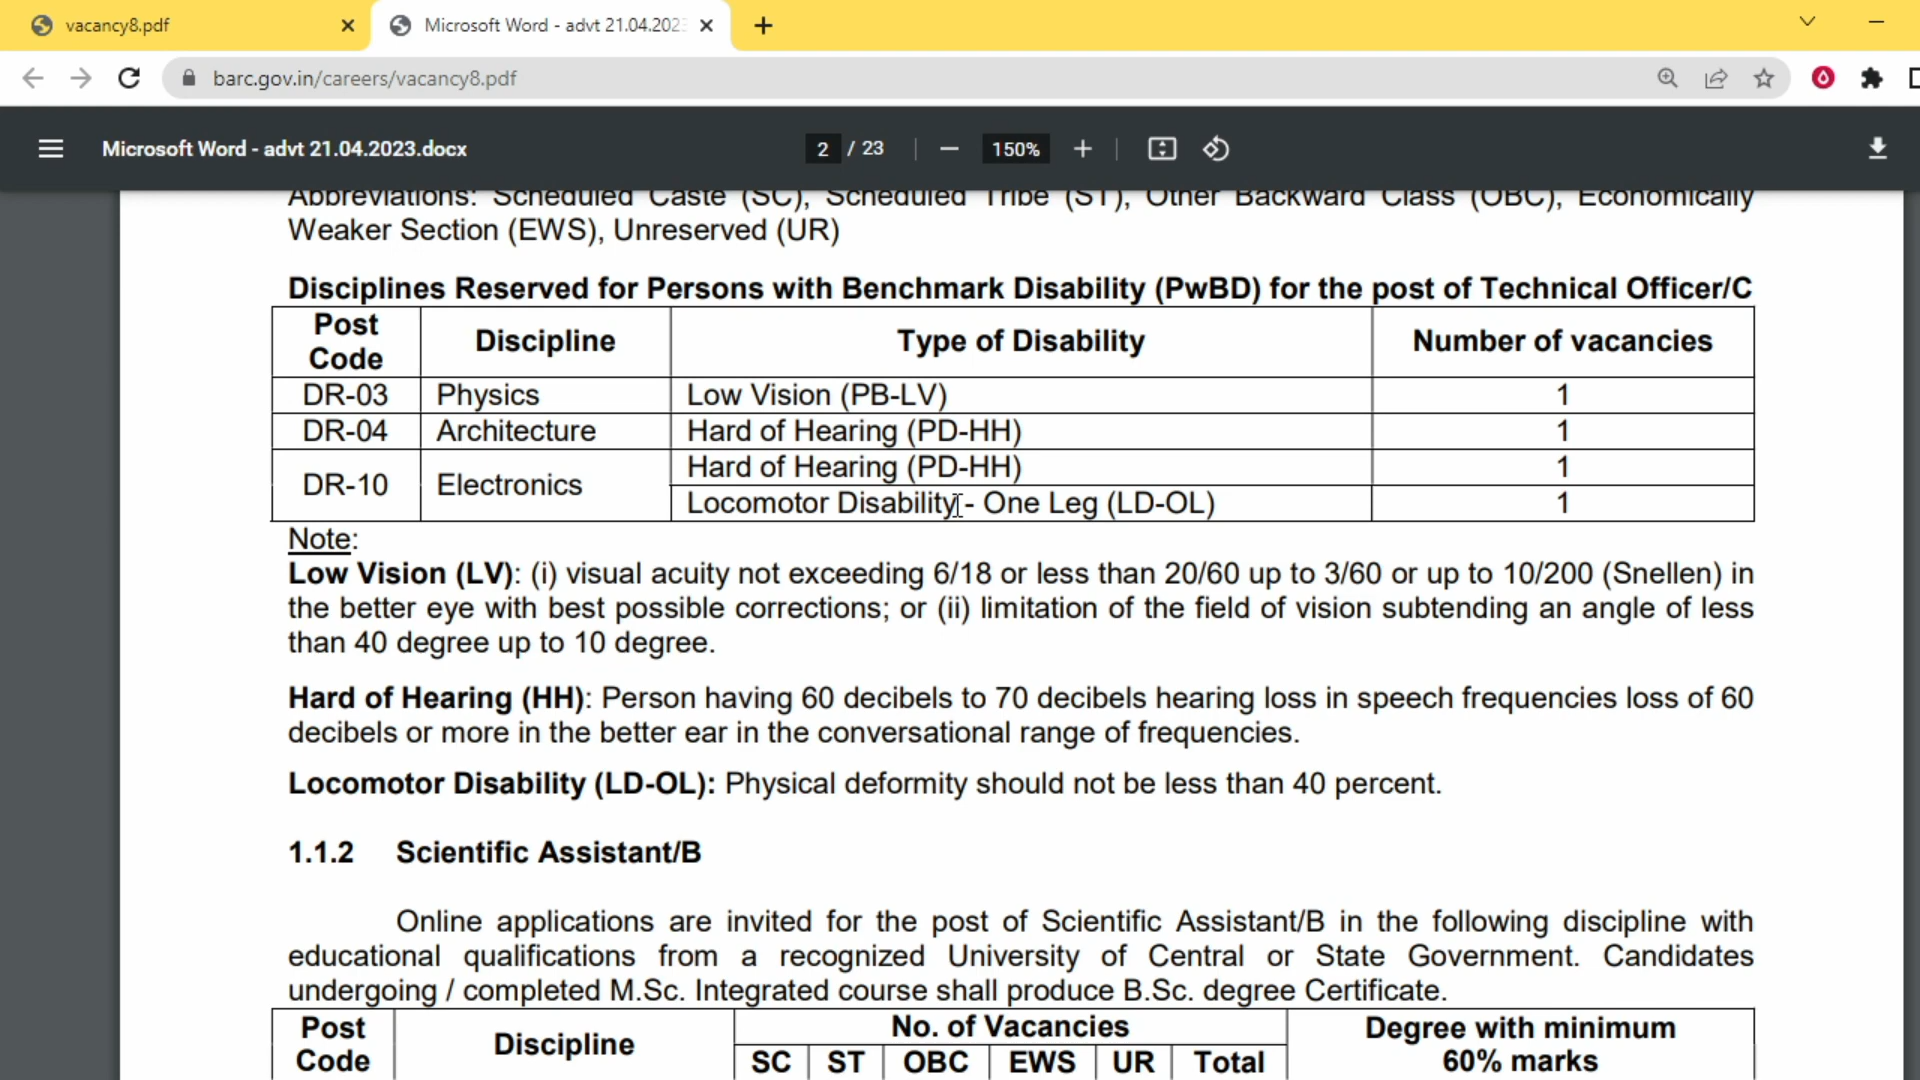 vacancy8.pdf
Microsoft Word - advt 21.04.202
barc.gov.in/careers/vacancy8.pdf
Microsoft Word - advt 21.04.2023.docx
2 / 23
150%
Abbreviations: Scheduled Caste (SC), Scheduled Tribe (ST), Other Backward Class (OBC), Economically
Weaker Section (EWS), Unreserved (UR)
Disciplines Reserved for Persons with Benchmark Disability (PwBD) for the post of Technical Officer/C
Post Code Discipline Type of Disability Number of vacancies
DR-03 Physics Low Vision (PB-LV) 1
DR-04 Architecture Hard of Hearing (PD-HH) 1
DR-10 Electronics Hard of Hearing (PD-HH) 1
Locomotor Disability - One Leg (LD-OL) 1
Note:
Low Vision (LV): (i) visual acuity not exceeding 6/18 or less than 20/60 up to 3/60 or up to 10/200 (Snellen) in
the better eye with best possible corrections; or (ii) limitation of the field of vision subtending an angle of less
than 40 degree up to 10 degree.
Hard of Hearing (HH): Person having 60 decibels to 70 decibels hearing loss in speech frequencies loss of 60
decibels or more in the better ear in the conversational range of frequencies.
Locomotor Disability (LD-OL): Physical deformity should not be less than 40 percent.
1.1.2 Scientific Assistant/B
Online applications are invited for the post of Scientific Assistant/B in the following discipline with
educational qualifications from a recognized University of Central or State Government. Candidates
undergoing / completed M.Sc. Integrated course shall produce B.Sc. degree Certificate.
Post Code Discipline No. of Vacancies Degree with minimum 60% marks
SC ST OBC EWS UR Total